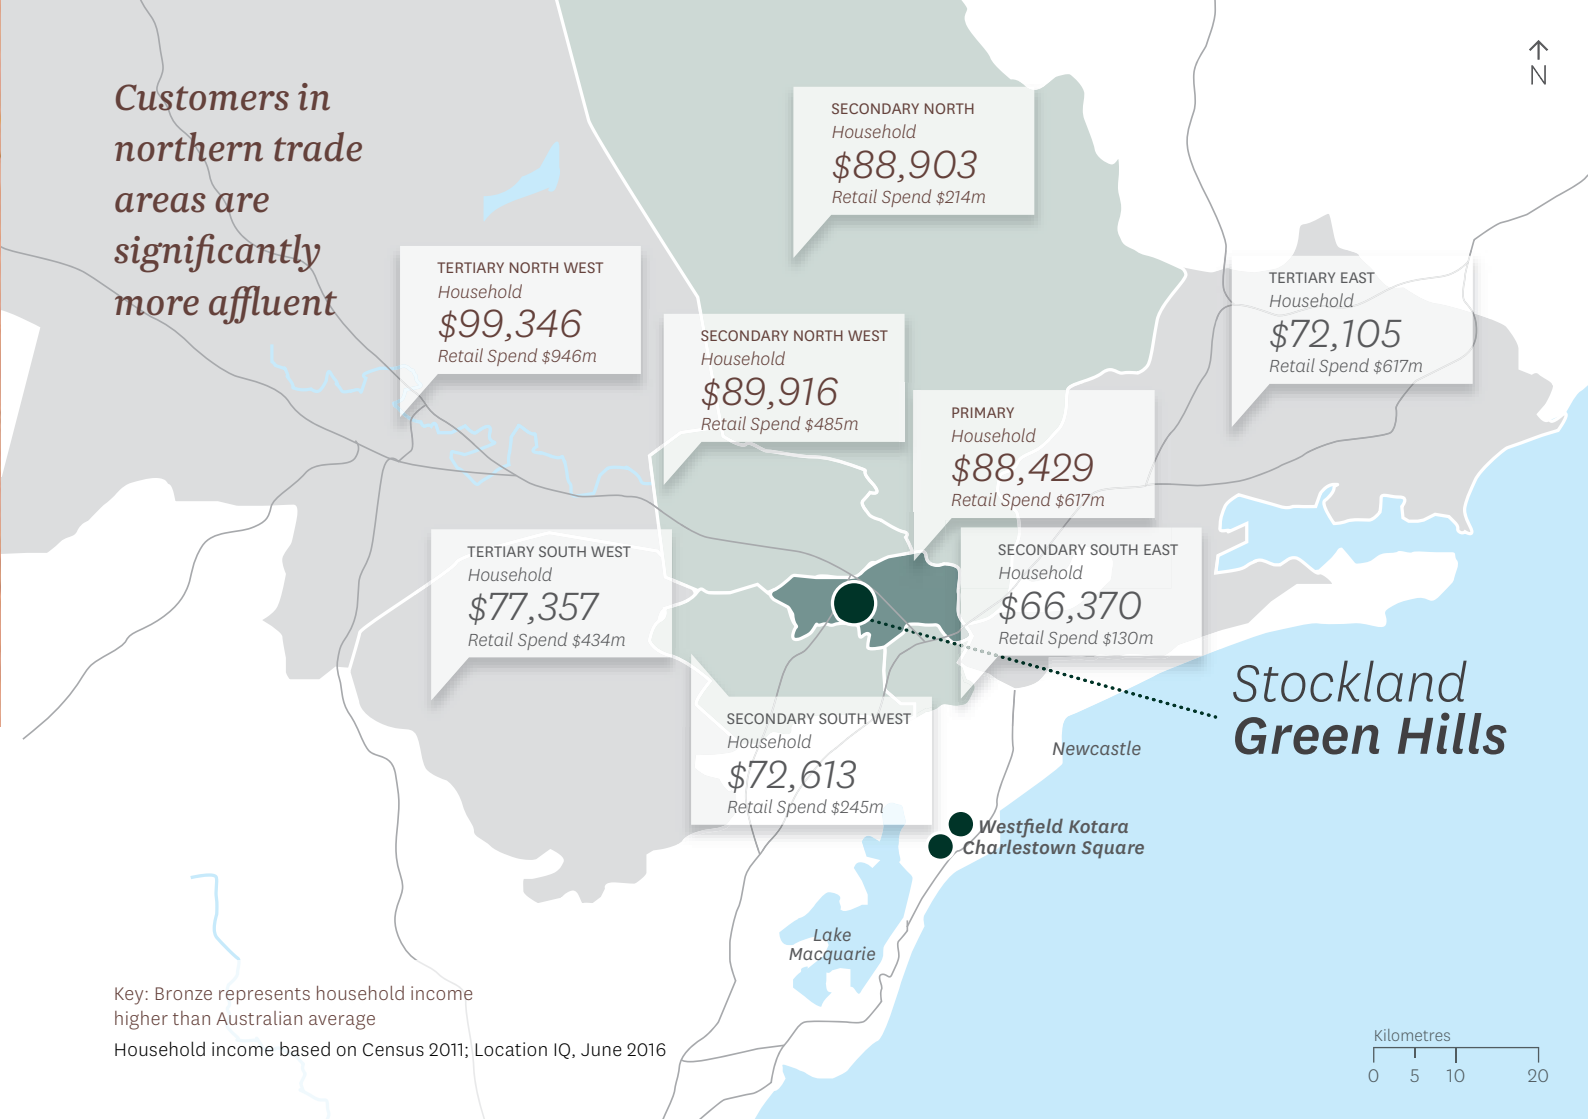 Customers in
northern trade
areas are
significantly
more affluent
N
SECONDARY NORTH
Household
$88,903
Retail Spend $214m
TERTIARY NORTH WEST
Household
$99,346
Retail Spend $946m
SECONDARY NORTH WEST
Household
$89,916
Retail Spend $485m
TERTIARY EAST
Household
$72,105
Retail Spend $617m
PRIMARY
Household
$88,429
Retail Spend $617m
TERTIARY SOUTH WEST
Household
$77,357
Retail Spend $434m
SECONDARY SOUTH EAST
Household
$66,370
Retail Spend $130m
SECONDARY SOUTH WEST
Household
$72,613
Retail Spend $245m
Stockland
Green Hills
Newcastle
Westfield Kotara
Charlestown Square
Lake
Macquarie
Key: Bronze represents household income
higher than Australian average
Household income based on Census 2011; Location IQ, June 2016
Kilometres
0 5 10 20